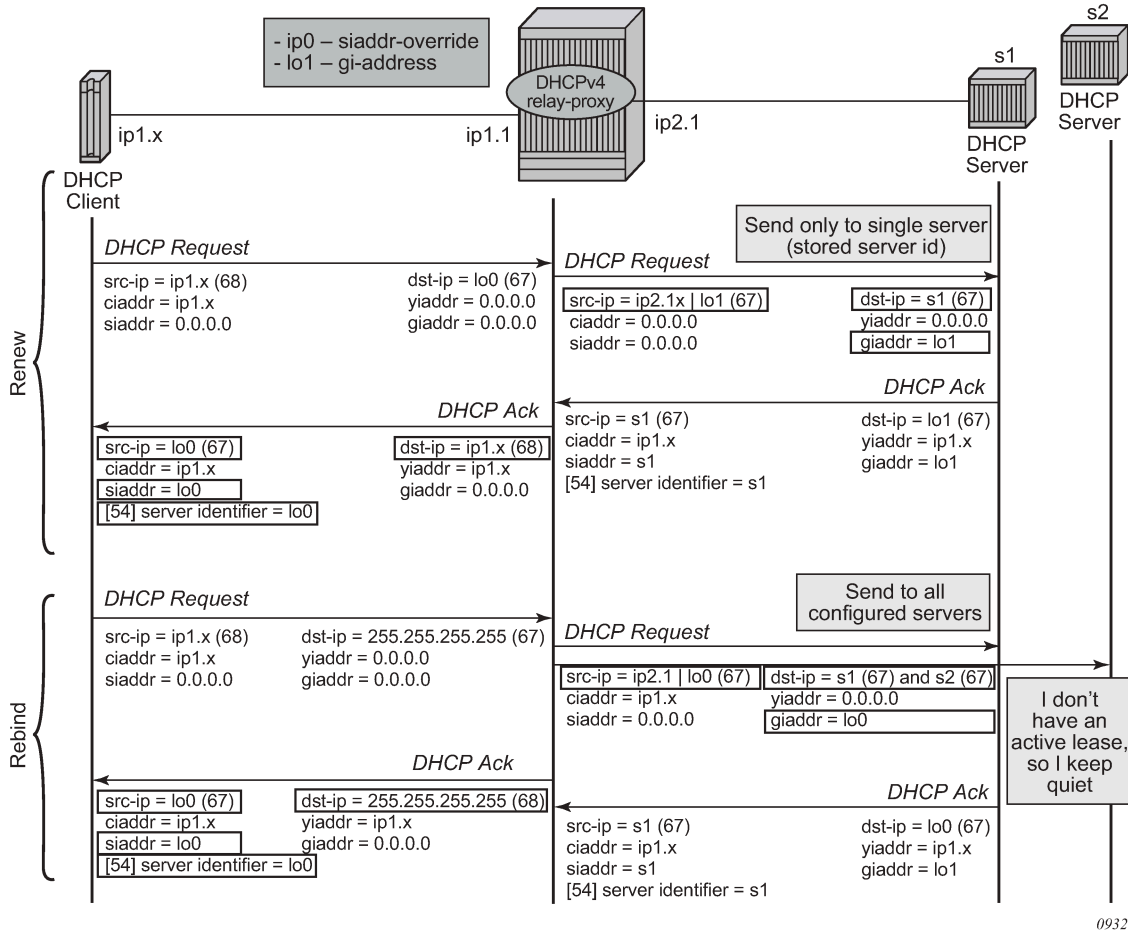 - ip0 – siaddr-override
- lo1 – gi-address
DHCPv4
relay-proxy
s1
s2
DHCP
Server
ip1.x
ip1.1
ip2.1
DHCP
Client
DHCP
Server
Renew
Send only to single server
(stored server id)
DHCP Request
src-ip = ip1.x (68)
dst-ip = lo0 (67)
ciaddr = ip1.x
yiaddr = 0.0.0.0
siaddr = 0.0.0.0
giaddr = 0.0.0.0
DHCP Request
src-ip = ip2.1x | lo1 (67)
dst-ip = s1 (67)
ciaddr = 0.0.0.0
yiaddr = 0.0.0.0
siaddr = 0.0.0.0
giaddr = lo1
DHCP Ack
src-ip = s1 (67)
dst-ip = lo1 (67)
ciaddr = ip1.x
yiaddr = ip1.x
siaddr = s1
giaddr = lo1
[54] server identifier = s1
DHCP Ack
src-ip = lo0 (67)
dst-ip = ip1.x (68)
ciaddr = ip1.x
yiaddr = ip1.x
siaddr = lo0
giaddr = 0.0.0.0
[54] server identifier = lo0
Rebind
Send to all
configured servers
DHCP Request
src-ip = ip1.x (68)
dst-ip = 255.255.255.255 (67)
ciaddr = ip1.x
yiaddr = 0.0.0.0
siaddr = 0.0.0.0
giaddr = 0.0.0.0
DHCP Request
src-ip = ip2.1 | lo0 (67)
dst-ip = s1 (67) and s2 (67)
ciaddr = ip1.x
yiaddr = 0.0.0.0
siaddr = 0.0.0.0
giaddr = lo0
I don't
have an
active lease,
so I keep
quiet
DHCP Ack
src-ip = s1 (67)
dst-ip = lo0 (67)
ciaddr = ip1.x
yiaddr = ip1.x
siaddr = s1
giaddr = lo1
[54] server identifier = s1
DHCP Ack
src-ip = lo0 (67)
dst-ip = 255.255.255.255 (68)
ciaddr = ip1.x
yiaddr = ip1.x
siaddr = lo0
giaddr = 0.0.0.0
[54] server identifier = lo0
0932